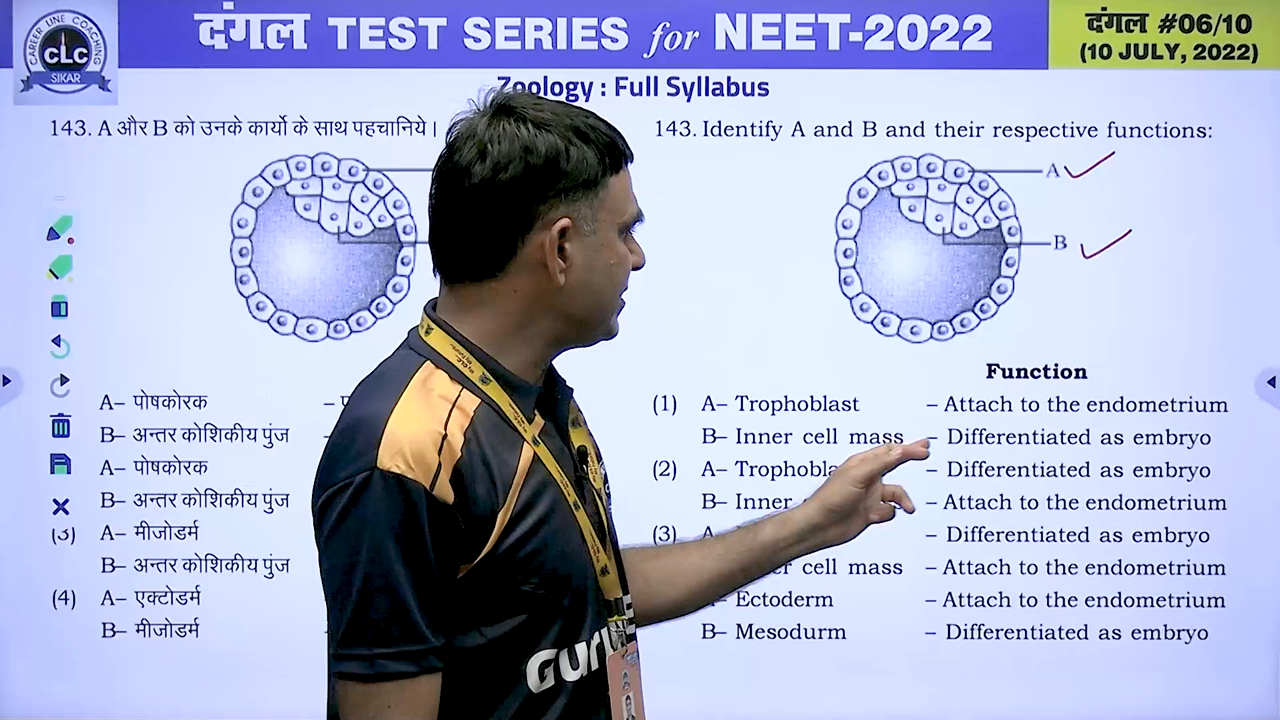 दंगल TEST SERIES for NEET-2022
दंगल #06/10
(10 JULY, 2022)
CAREER LINE COACHING
CLC
SIKAR
Zoology : Full Syllabus
143. A और B को उनके कार्यो के साथ पहचानिये।
A– पोषकोरक –
B– अन्तर कोशिकीय पुंज
A– पोषकोरक
B– अन्तर कोशिकीय पुंज
(3) A– मीजोडर्म
B– अन्तर कोशिकीय पुंज
(4) A– एक्टोडर्म
B– मीजोडर्म
143. Identify A and B and their respective functions:
A
B
Function
(1) A– Trophoblast – Attach to the endometrium
B– Inner cell mass – Differentiated as embryo
(2) A– – Differentiated as embryo
B– – Attach to the endometrium
(3) – Differentiated as embryo
cell mass – Attach to the endometrium
Ectoderm – Attach to the endometrium
B– Mesodurm – Differentiated as embryo